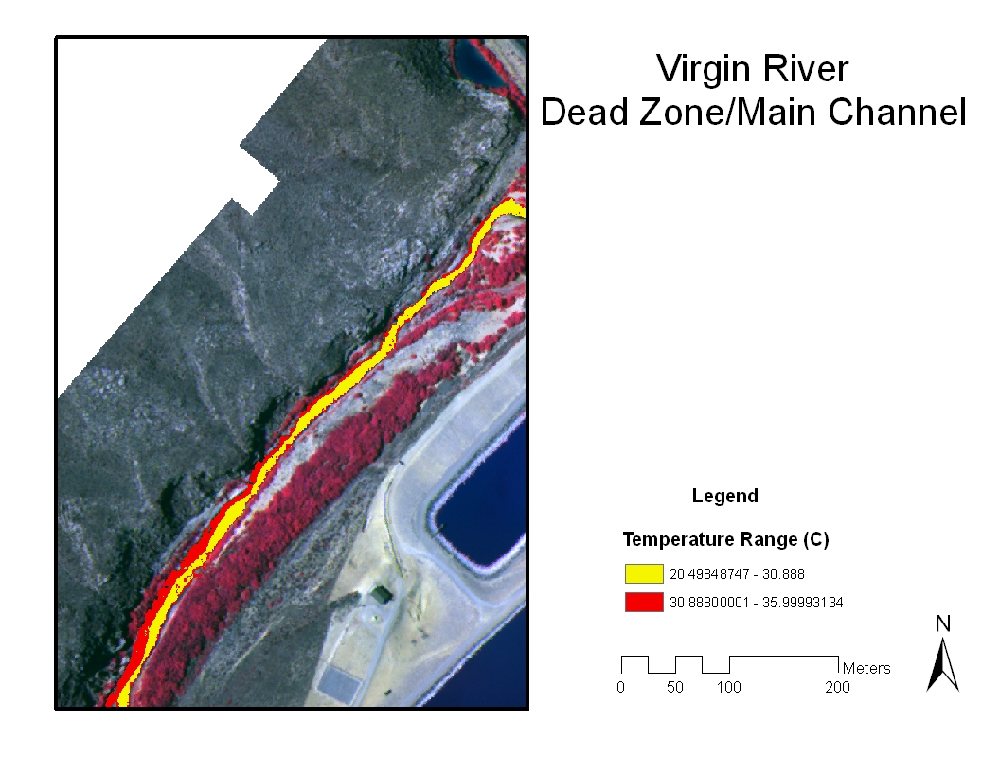 Virgin River
Dead Zone/Main Channel
Legend
Temperature Range (C)
20.49848747 - 30.888
30.88800001 - 35.99993134
N
Meters
0 50 100 200